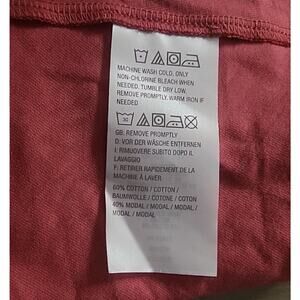 MACHINE WASH COLD. ONLY
NON-CHLORINE BLEACH WHEN
NEEDED. TUMBLE DRY LOW.
REMOVE PROMPTLY. WARM IRON IF
NEEDED
30
GB: REMOVE PROMPTLY
D: VOR DER WÄSCHE ENTFERNEN
I: RIMUOVERE SUBITO DOPO IL
LAVAGGIO
F: RETIRER RAPIDEMENT DE LA
MACHINE À LAVER
60% COTTON / COTTON /
BAUMWOLLE / COTONE / COTON
40% MODAL / MODAL / MODAL /
MODAL / MODAL